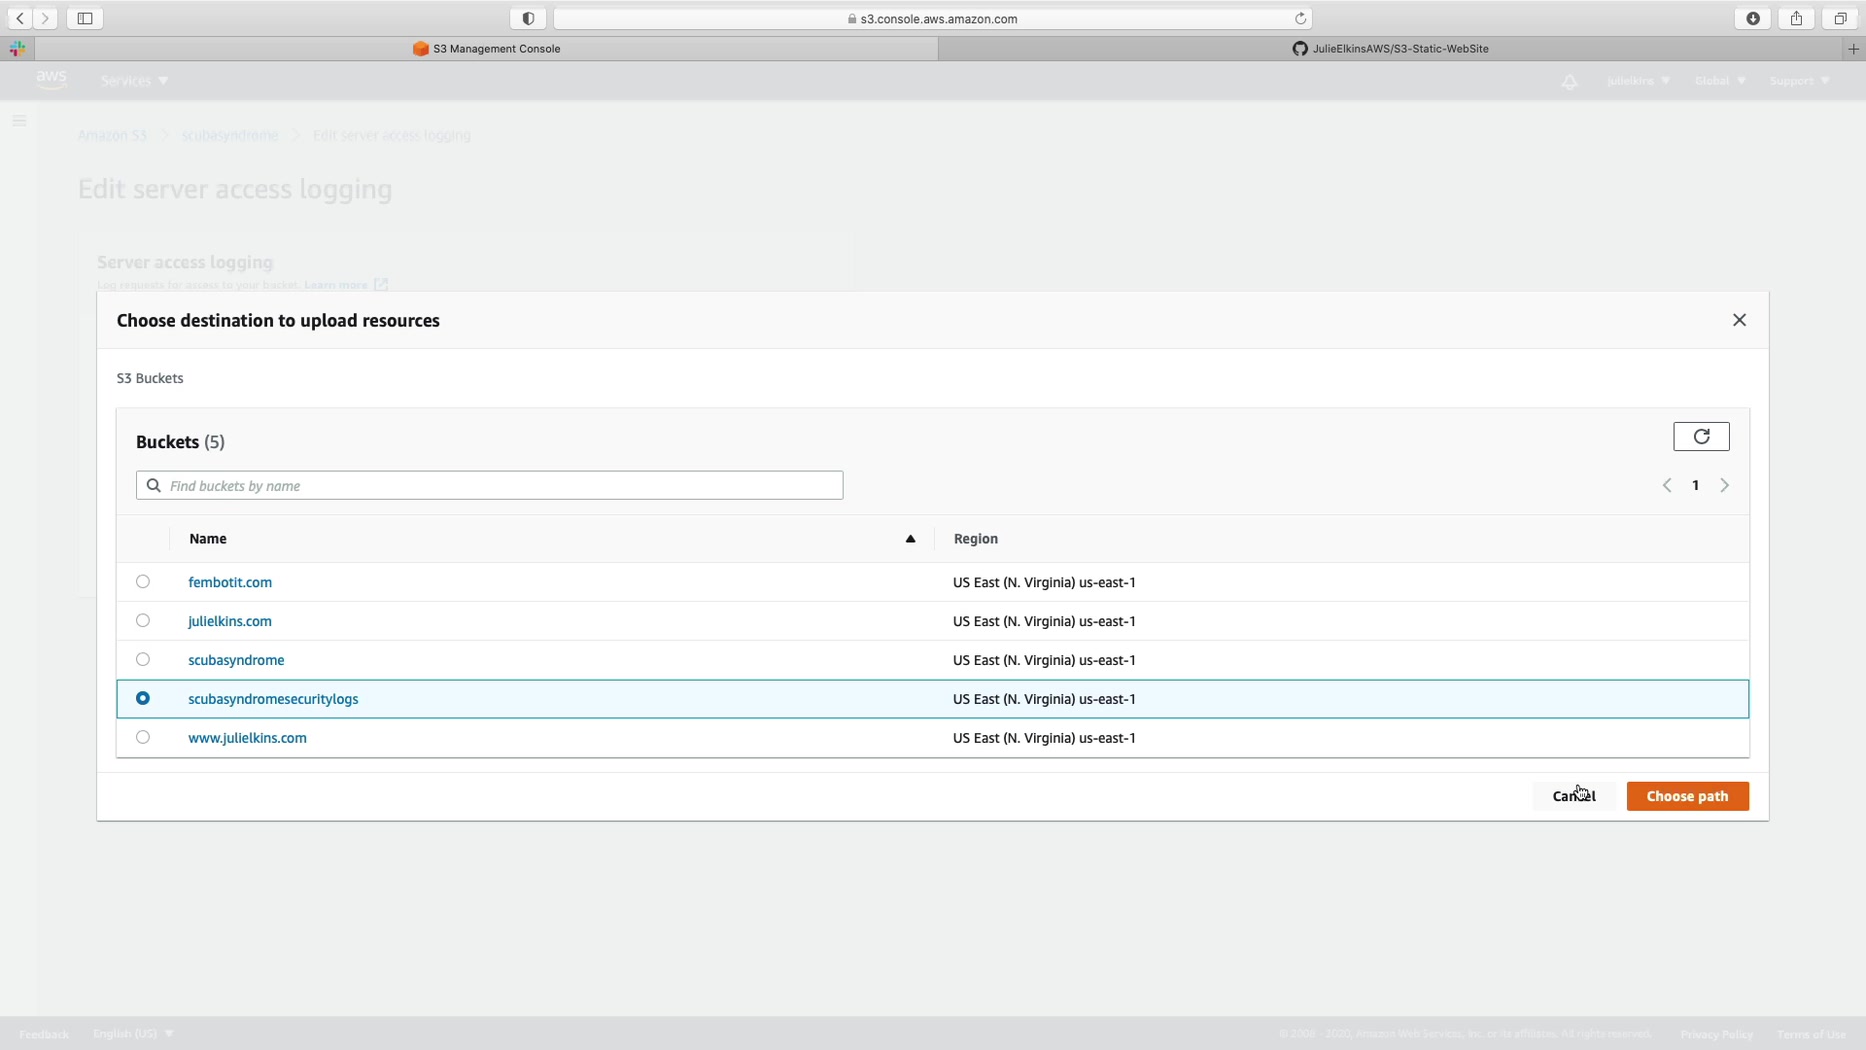 s3.console.aws.amazon.com
S3 Management Console
JulieElkinsAWS/S3-Static-WebSite
aws
Services
julielkins
Global
Support
Amazon S3
scubasyndrome
Edit server access logging
Edit server access logging
Server access logging
Log requests for access to your bucket. Learn more
Choose destination to upload resources
S3 Buckets
Buckets (5)
Find buckets by name
1
Name
Region
fembotit.com
US East (N. Virginia) us-east-1
julielkins.com
US East (N. Virginia) us-east-1
scubasyndrome
US East (N. Virginia) us-east-1
scubasyndromesecuritylogs
US East (N. Virginia) us-east-1
www.julielkins.com
US East (N. Virginia) us-east-1
Cancel
Choose path
Feedback
English (US)
© 2008 - 2020, Amazon Web Services, Inc. or its affiliates. All rights reserved.
Privacy Policy
Terms of Use